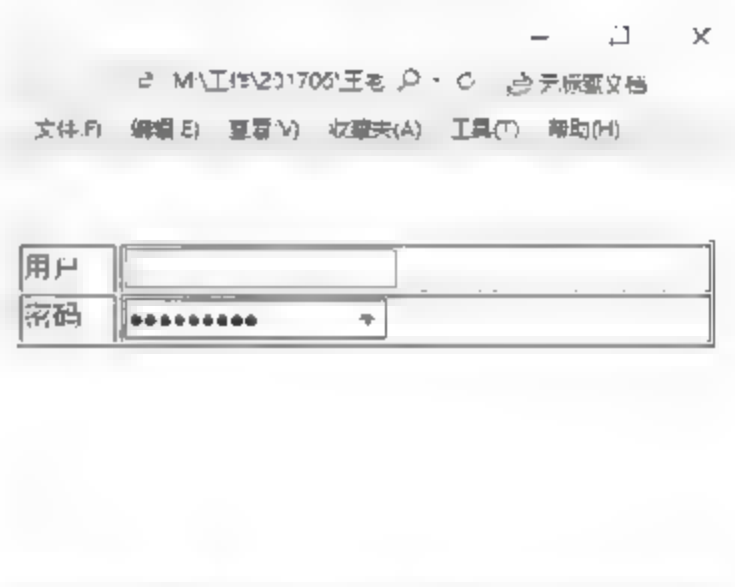 M:\工作\201706\王老 无标题文档
文件(F) 编辑(E) 查看(V) 收藏夹(A) 工具(T) 帮助(H)
用户
密码 ●●●●●●●●●